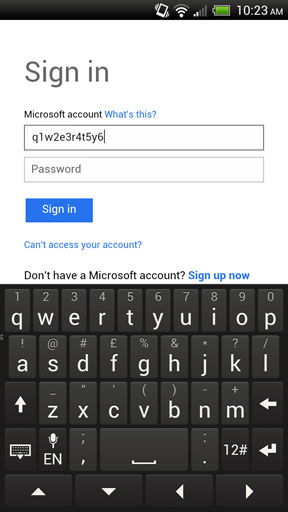 10:23 AM
Sign in
Microsoft account What's this?
q1w2e3r4t5y6
Password
Sign in
Can't access your account?
Don't have a Microsoft account? Sign up now
1 2 3 4 5 6 7 8 9 0
q w e r t y u i o p
! @ # £ % & * ? /
a s d f g h j k l
_ " ' ( ) - +
z x c v b n m
EN ; , : . 12#